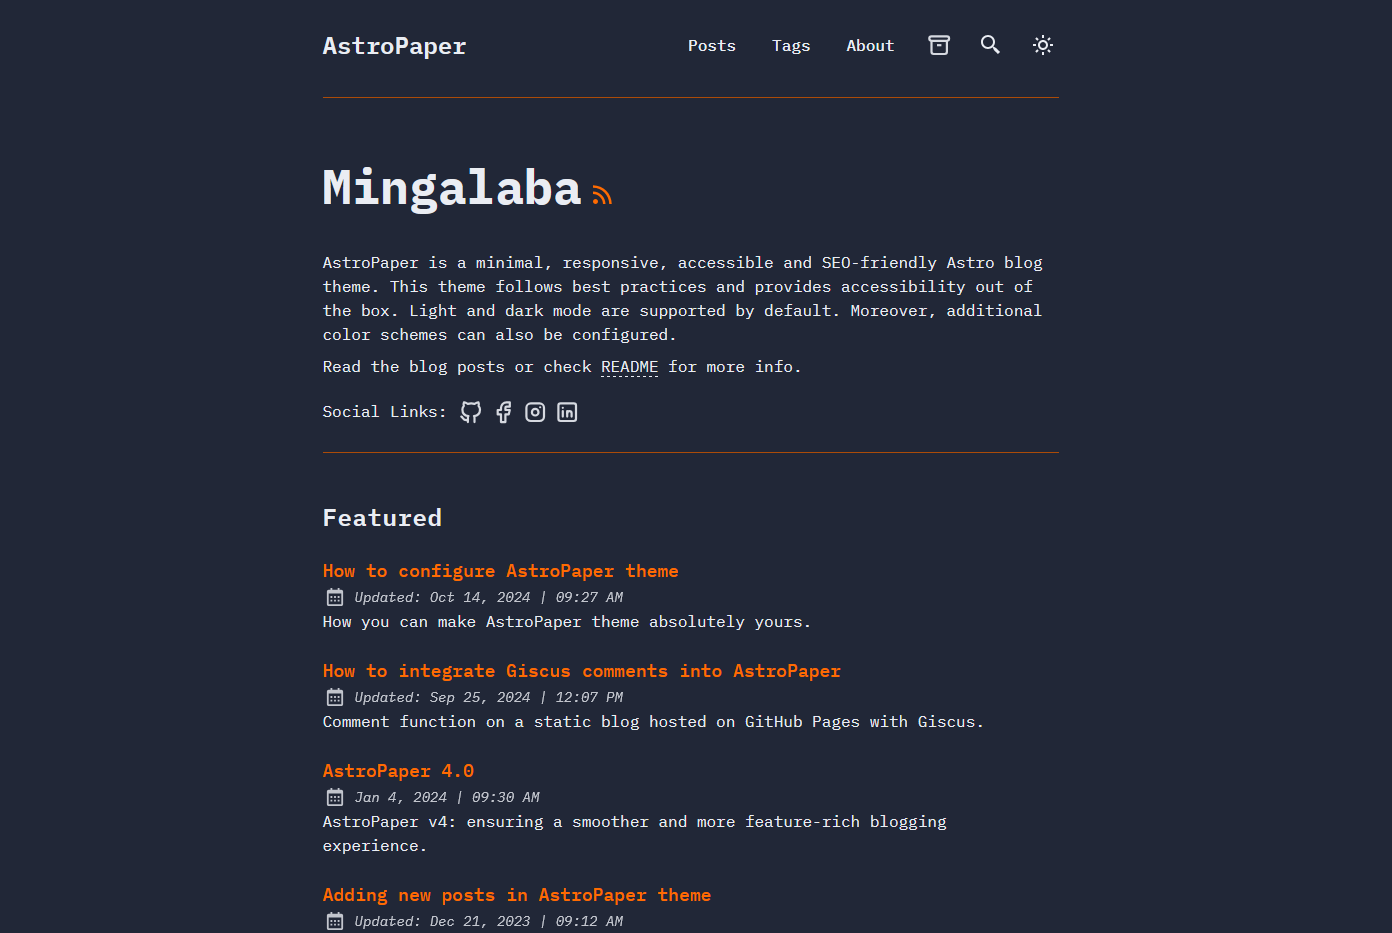 AstroPaper
Posts Tags About
Mingalaba
AstroPaper is a minimal, responsive, accessible and SEO-friendly Astro blog
theme. This theme follows best practices and provides accessibility out of
the box. Light and dark mode are supported by default. Moreover, additional
color schemes can also be configured.
Read the blog posts or check README for more info.
Social Links:
Featured
How to configure AstroPaper theme
Updated: Oct 14, 2024 | 09:27 AM
How you can make AstroPaper theme absolutely yours.
How to integrate Giscus comments into AstroPaper
Updated: Sep 25, 2024 | 12:07 PM
Comment function on a static blog hosted on GitHub Pages with Giscus.
AstroPaper 4.0
Jan 4, 2024 | 09:30 AM
AstroPaper v4: ensuring a smoother and more feature-rich blogging
experience.
Adding new posts in AstroPaper theme
Updated: Dec 21, 2023 | 09:12 AM